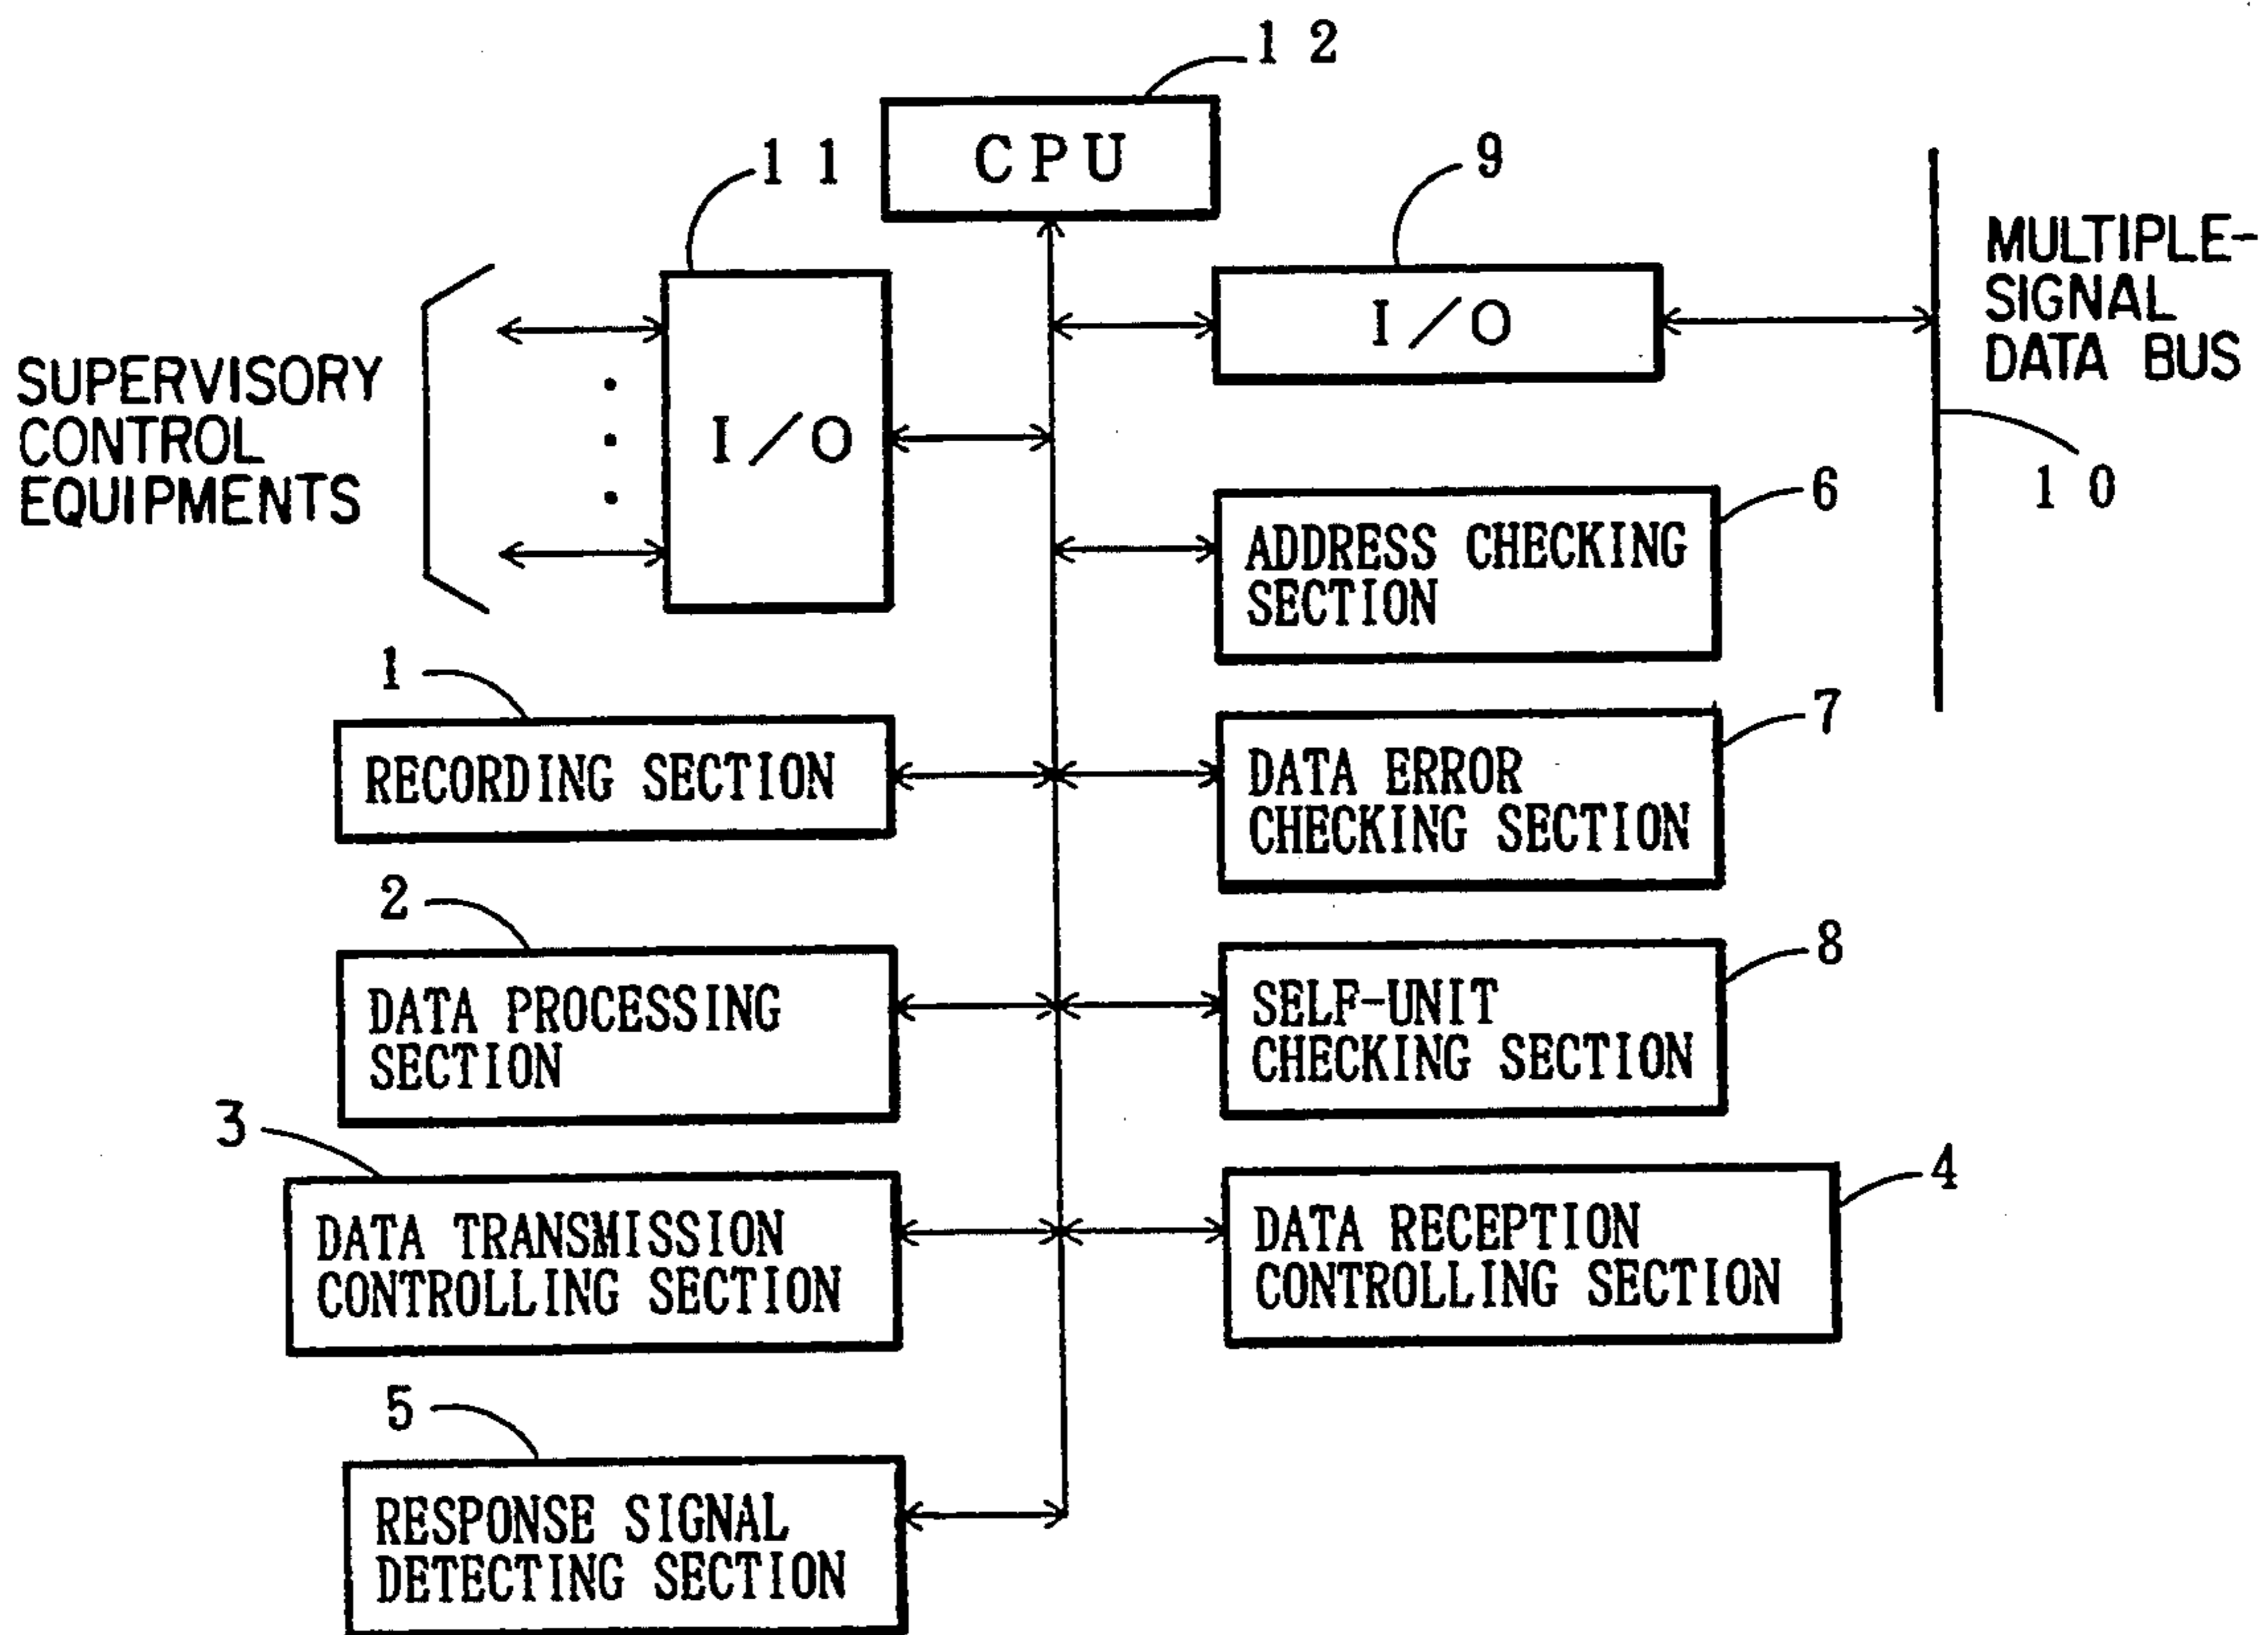 1 2
CPU
1 1
9
I/O
MULTIPLE-
SIGNAL
DATA BUS
1 0
SUPERVISORY
CONTROL
EQUIPMENTS
I/O
6
ADDRESS CHECKING
SECTION
1
RECORDING SECTION
7
DATA ERROR
CHECKING SECTION
2
DATA PROCESSING
SECTION
8
SELF-UNIT
CHECKING SECTION
3
DATA TRANSMISSION
CONTROLLING SECTION
4
DATA RECEPTION
CONTROLLING SECTION
5
RESPONSE SIGNAL
DETECTING SECTION